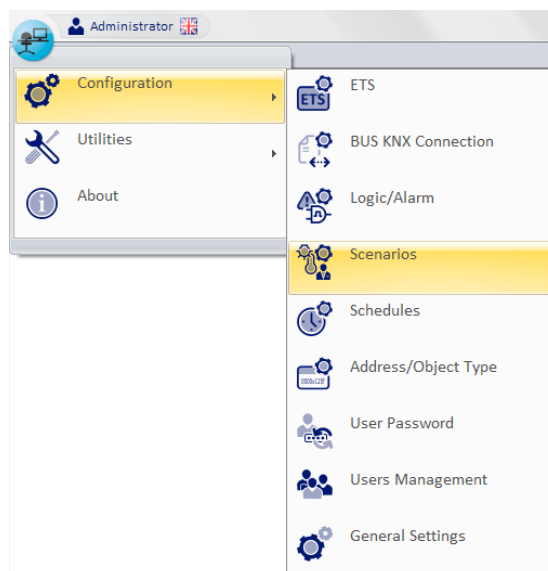 Administrator
Configuration
Utilities
About
ETS
ETS
BUS KNX Connection
Logic/Alarm
Scenarios
Schedules
Address/Object Type
User Password
Users Management
General Settings